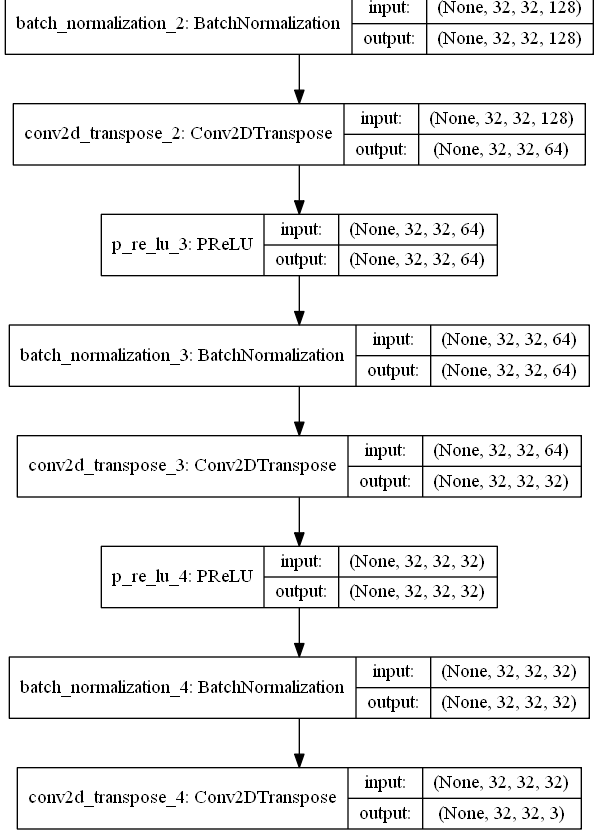 batch_normalization_2: BatchNormalization input: (None, 32, 32, 128)
output: (None, 32, 32, 128)
conv2d_transpose_2: Conv2DTranspose input: (None, 32, 32, 128)
output: (None, 32, 32, 64)
p_re_lu_3: PReLU input: (None, 32, 32, 64)
output: (None, 32, 32, 64)
batch_normalization_3: BatchNormalization input: (None, 32, 32, 64)
output: (None, 32, 32, 64)
conv2d_transpose_3: Conv2DTranspose input: (None, 32, 32, 64)
output: (None, 32, 32, 32)
p_re_lu_4: PReLU input: (None, 32, 32, 32)
output: (None, 32, 32, 32)
batch_normalization_4: BatchNormalization input: (None, 32, 32, 32)
output: (None, 32, 32, 32)
conv2d_transpose_4: Conv2DTranspose input: (None, 32, 32, 32)
output: (None, 32, 32, 3)